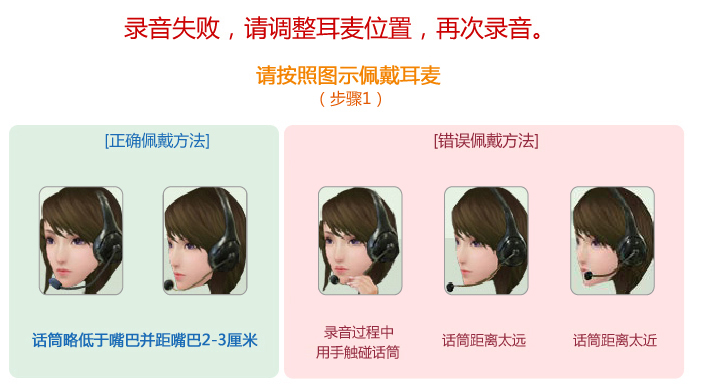 录音失败，请调整耳麦位置，再次录音。
请按照图示佩戴耳麦
（步骤1）
[正确佩戴方法]
话筒略低于嘴巴并距嘴巴2-3厘米
[错误佩戴方法]
录音过程中
用手触碰话筒
话筒距离太远
话筒距离太近